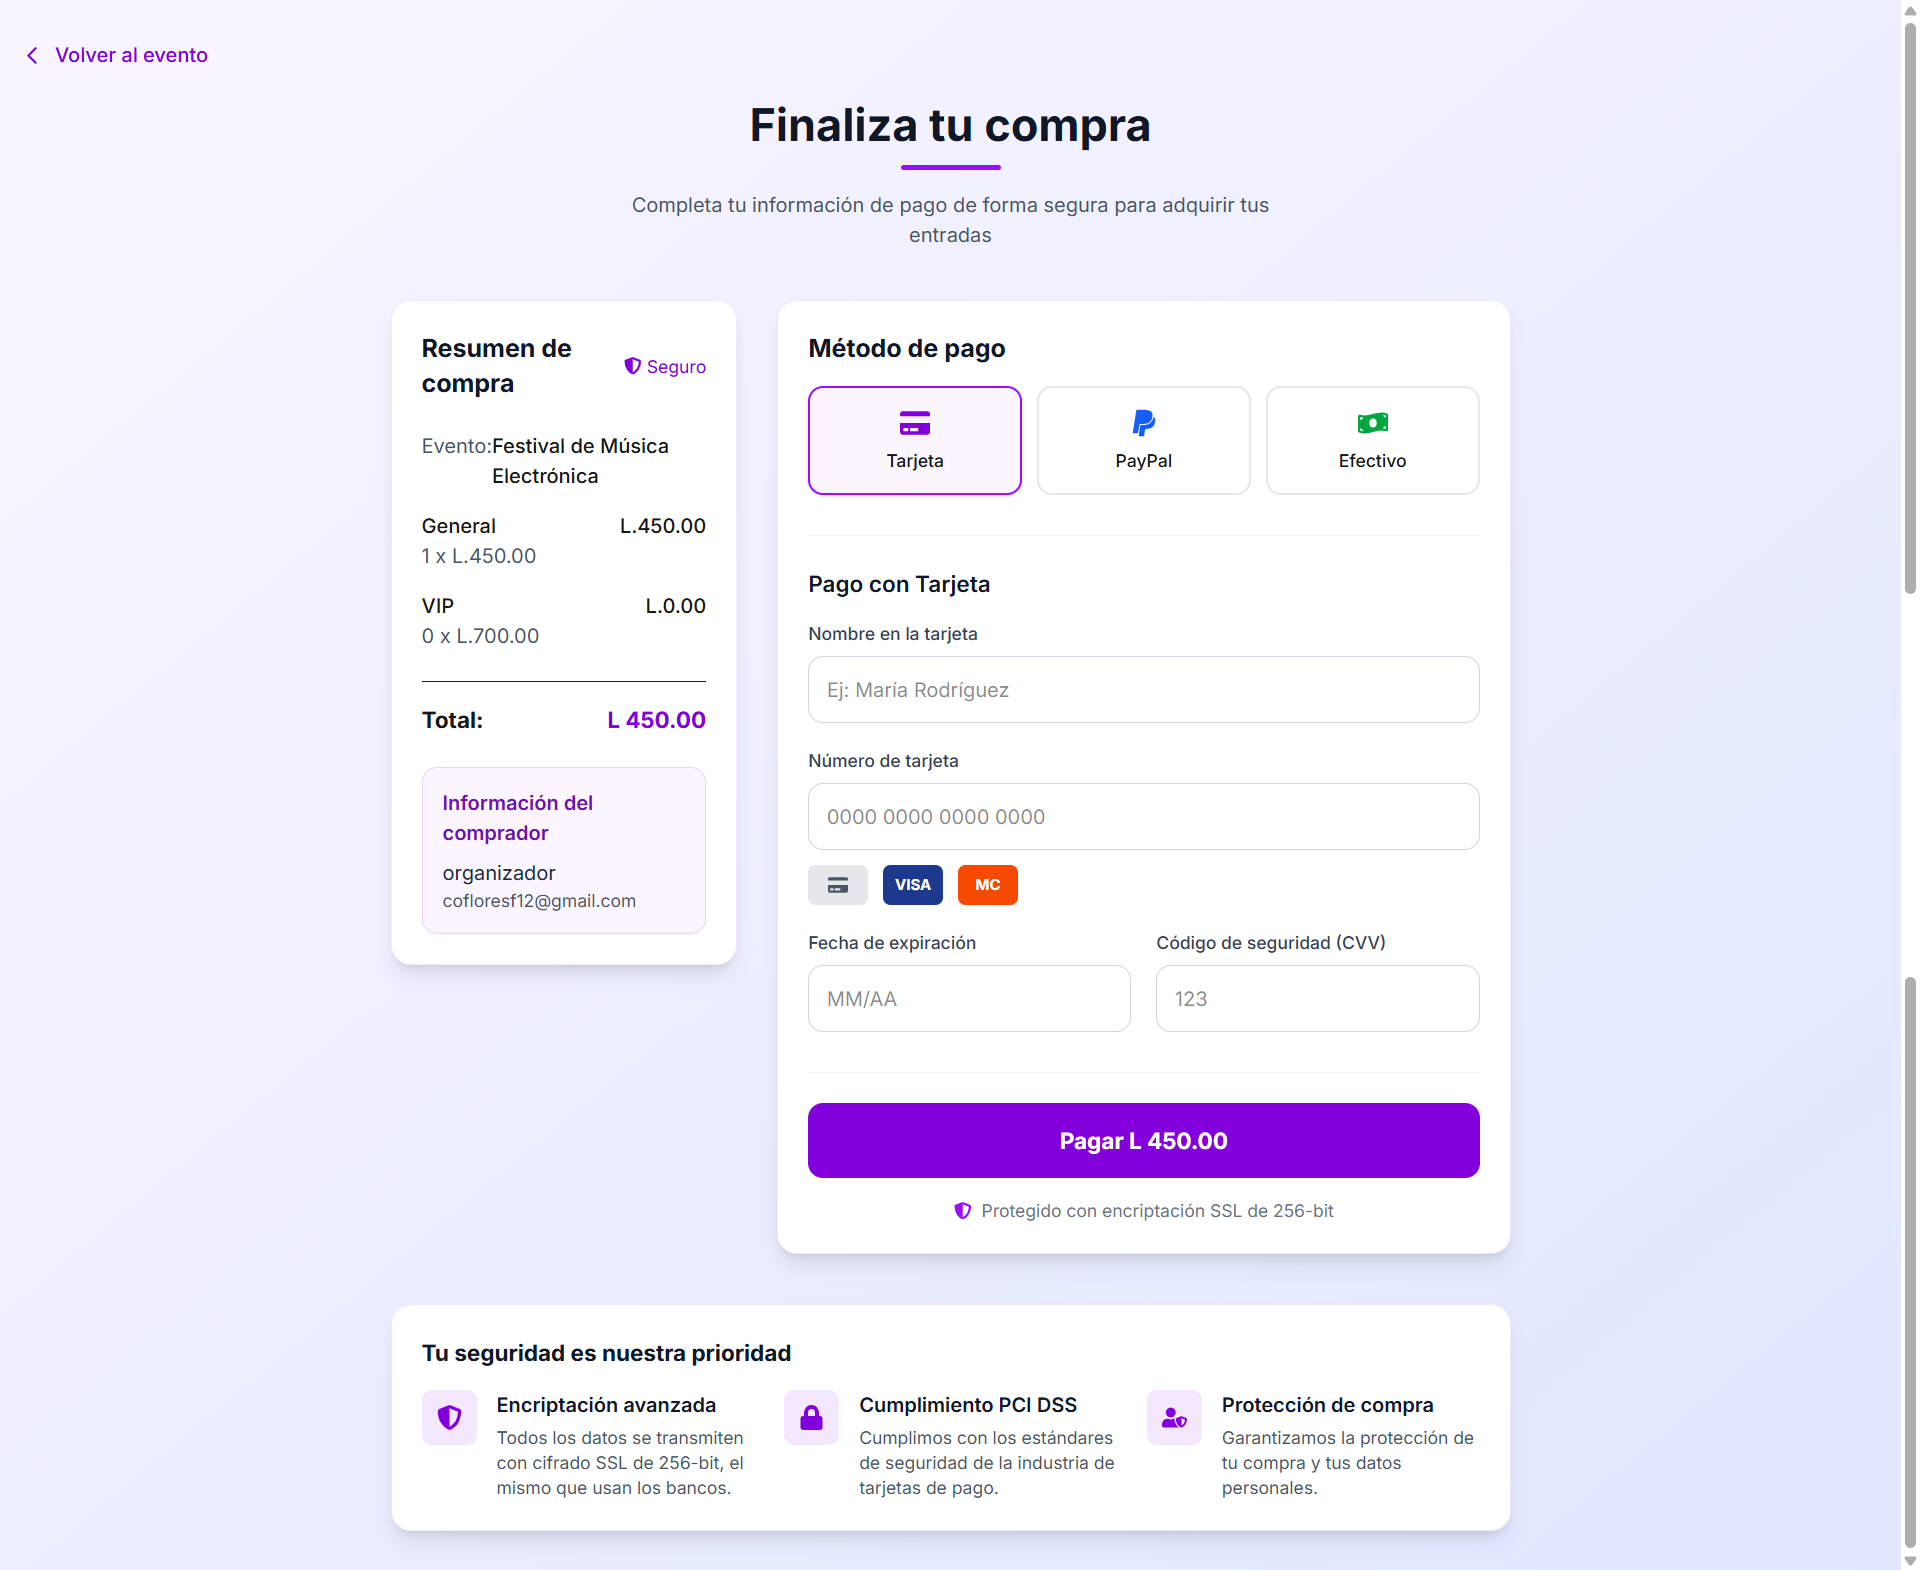 Volver al evento
Finaliza tu compra
Completa tu información de pago de forma segura para adquirir tus
entradas
Resumen de
compra
Seguro
Evento:Festival de Música
Electrónica
General L.450.00
1 x L.450.00
VIP L.0.00
0 x L.700.00
Total: L 450.00
Información del
comprador
organizador
cofloresf12@gmail.com
Método de pago
Tarjeta
PayPal
Efectivo
Pago con Tarjeta
Nombre en la tarjeta
Ej: María Rodríguez
Número de tarjeta
0000 0000 0000 0000
VISA
MC
Fecha de expiración
MM/AA
Código de seguridad (CVV)
123
Pagar L 450.00
Protegido con encriptación SSL de 256-bit
Tu seguridad es nuestra prioridad
Encriptación avanzada
Todos los datos se transmiten
con cifrado SSL de 256-bit, el
mismo que usan los bancos.
Cumplimiento PCI DSS
Cumplimos con los estándares
de seguridad de la industria de
tarjetas de pago.
Protección de compra
Garantizamos la protección de
tu compra y tus datos
personales.